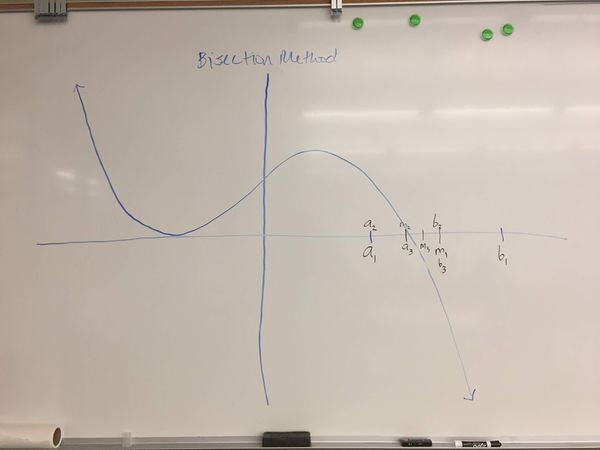 Bisection Method
a₂ m₂ b₂
a₁ a₃ m₃ m₁ b₁
b₃